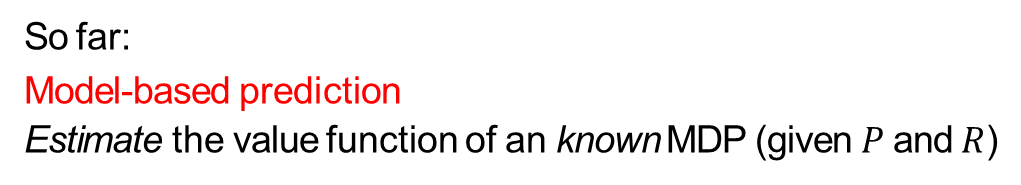 So far:
Model-based prediction
Estimate the value function of an known MDP (given P and R)